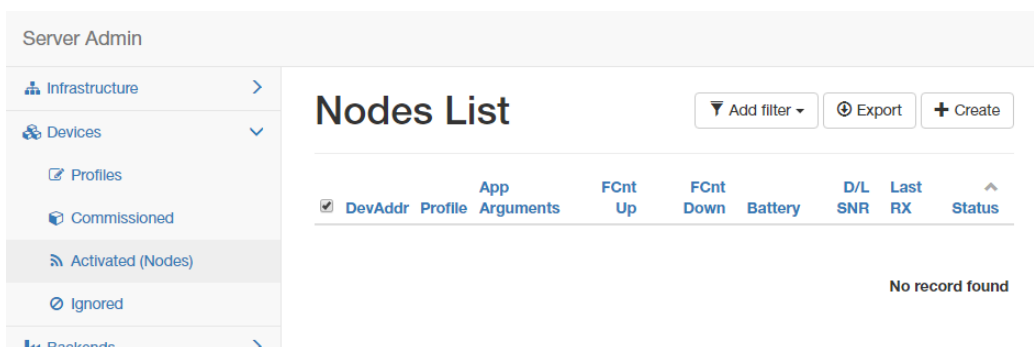 Server Admin
Infrastructure
Devices
Profiles
Commissioned
Activated (Nodes)
Ignored
Backends
Nodes List
Add filter
Export
Create
DevAddr
Profile
App Arguments
FCnt Up
FCnt Down
Battery
D/L SNR
Last RX
Status
No record found